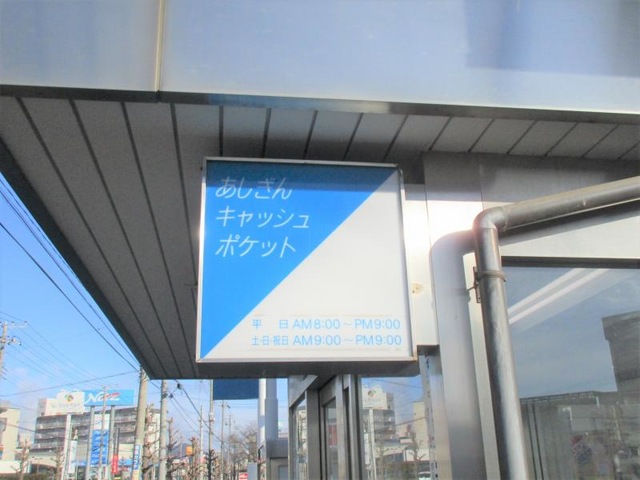 あしぎん
キャッシュ
ポケット
平 日 AM8:00～PM9:00
土・日・祝日 AM9:00～PM9:00